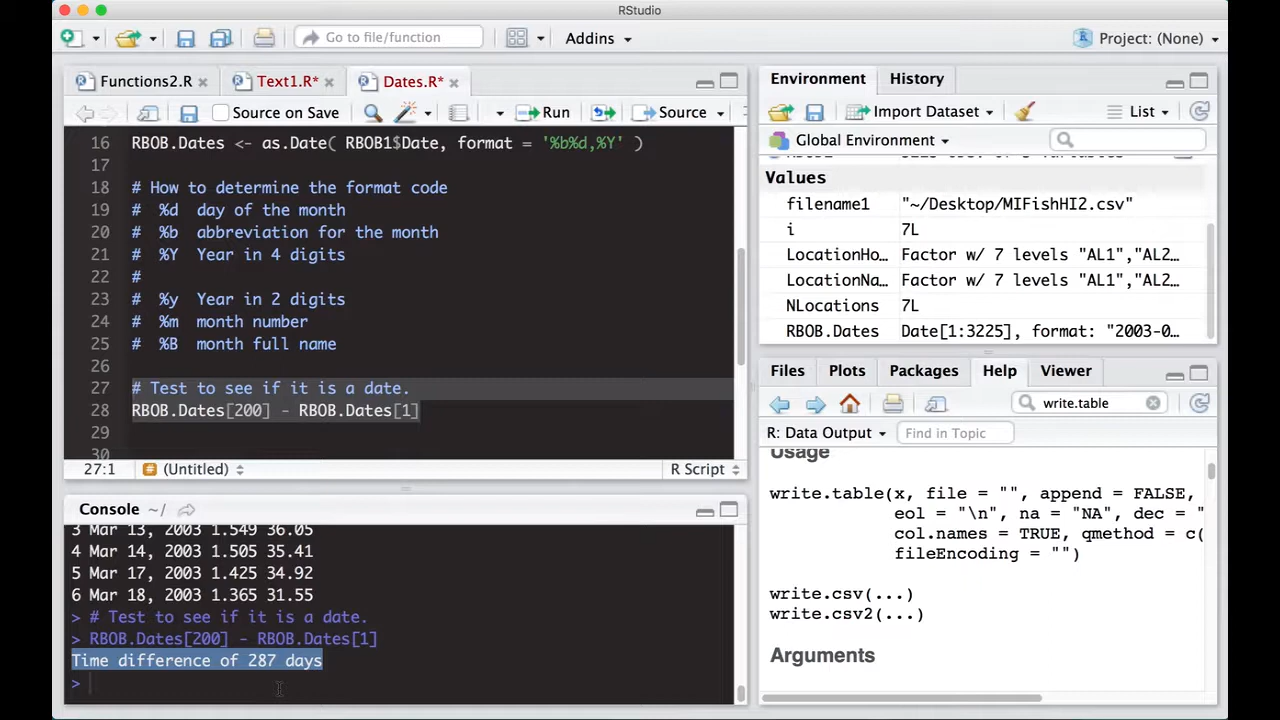 RStudio
Go to file/function
Addins
Project: (None)
Functions2.R
Text1.R*
Dates.R*
Source on Save
Run
Source
16 RBOB.Dates <- as.Date( RBOB1$Date, format = '%b%d,%Y' )
17
18 # How to determine the format code
19 # %d day of the month
20 # %b abbreviation for the month
21 # %Y Year in 4 digits
22 #
23 # %y Year in 2 digits
24 # %m month number
25 # %B month full name
26
27 # Test to see if it is a date.
28 RBOB.Dates[200] - RBOB.Dates[1]
29
30
27:1 (Untitled) R Script
Console ~/
3 Mar 13, 2003 1.549 36.05
4 Mar 14, 2003 1.505 35.41
5 Mar 17, 2003 1.425 34.92
6 Mar 18, 2003 1.365 31.55
> # Test to see if it is a date.
> RBOB.Dates[200] - RBOB.Dates[1]
Time difference of 287 days
>
Environment History
Import Dataset List
Global Environment
Values
filename1 "~/Desktop/MIFishHI2.csv"
i 7L
LocationHo… Factor w/ 7 levels "AL1","AL2…
LocationNa… Factor w/ 7 levels "AL1","AL2…
NLocations 7L
RBOB.Dates Date[1:3225], format: "2003-0…
Files Plots Packages Help Viewer
write.table
R: Data Output Find in Topic
Usage
write.table(x, file = "", append = FALSE,
eol = "\n", na = "NA", dec = "
col.names = TRUE, qmethod = c(
fileEncoding = "")
write.csv(...)
write.csv2(...)
Arguments